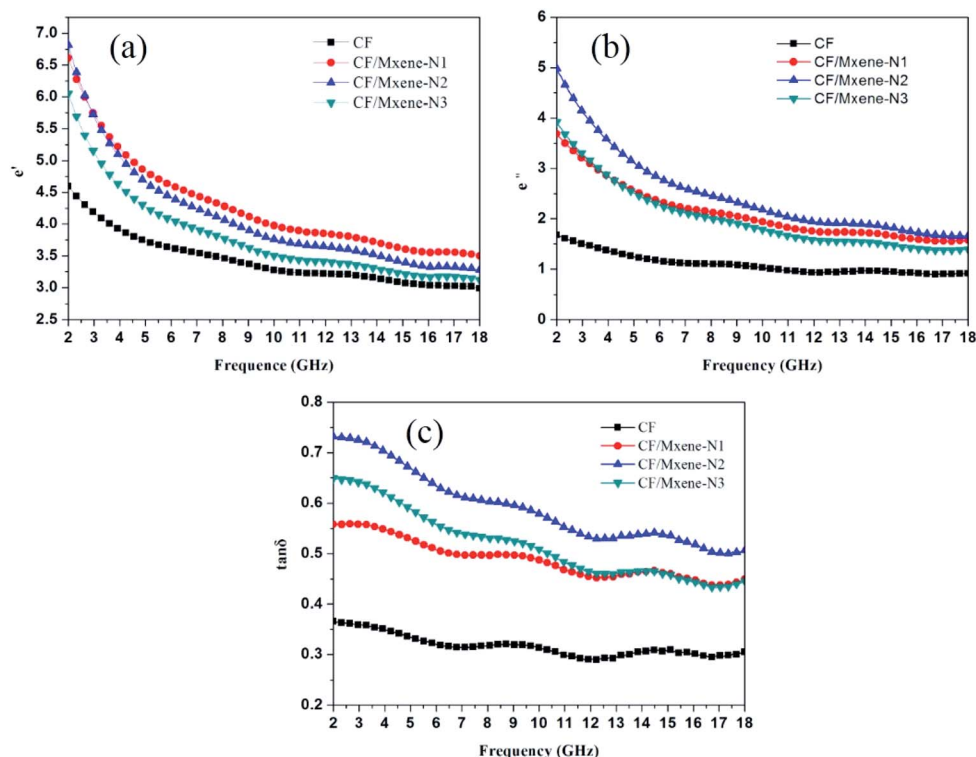 (a)
CF
CF/Mxene-N1
CF/Mxene-N2
CF/Mxene-N3
7.0
6.5
6.0
5.5
5.0
4.5
4.0
3.5
3.0
2.5
e'
2 3 4 5 6 7 8 9 10 11 12 13 14 15 16 17 18
Frequence (GHz)
(b)
CF
CF/Mxene-N1
CF/Mxene-N2
CF/Mxene-N3
6
5
4
3
2
1
0
e"
2 3 4 5 6 7 8 9 10 11 12 13 14 15 16 17 18
Frequency (GHz)
(c)
CF
CF/Mxene-N1
CF/Mxene-N2
CF/Mxene-N3
0.8
0.7
0.6
0.5
0.4
0.3
0.2
tanδ
2 3 4 5 6 7 8 9 10 11 12 13 14 15 16 17 18
Frequency (GHz)